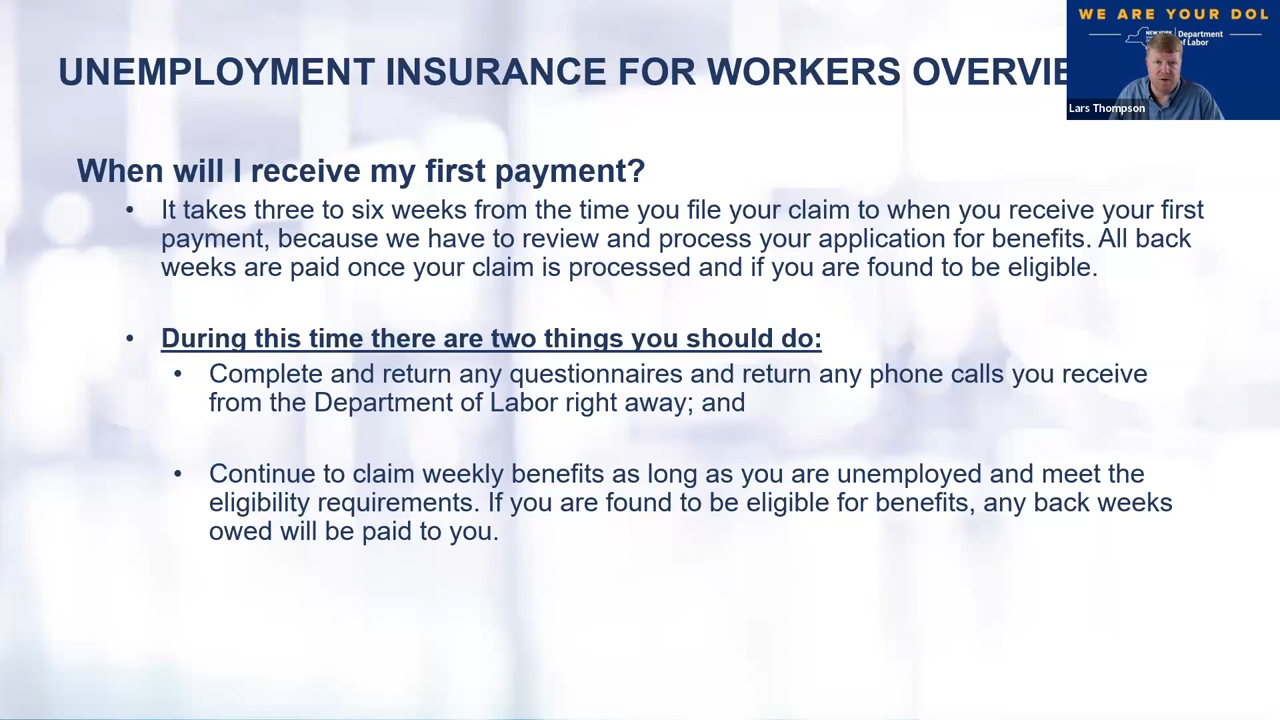 WE ARE YOUR DOL
NEW YORK
Department
of Labor
Lars Thompson
UNEMPLOYMENT INSURANCE FOR WORKERS OVERVIE
When will I receive my first payment?
• It takes three to six weeks from the time you file your claim to when you receive your first
payment, because we have to review and process your application for benefits. All back
weeks are paid once your claim is processed and if you are found to be eligible.
• During this time there are two things you should do:
• Complete and return any questionnaires and return any phone calls you receive
from the Department of Labor right away; and
• Continue to claim weekly benefits as long as you are unemployed and meet the
eligibility requirements. If you are found to be eligible for benefits, any back weeks
owed will be paid to you.